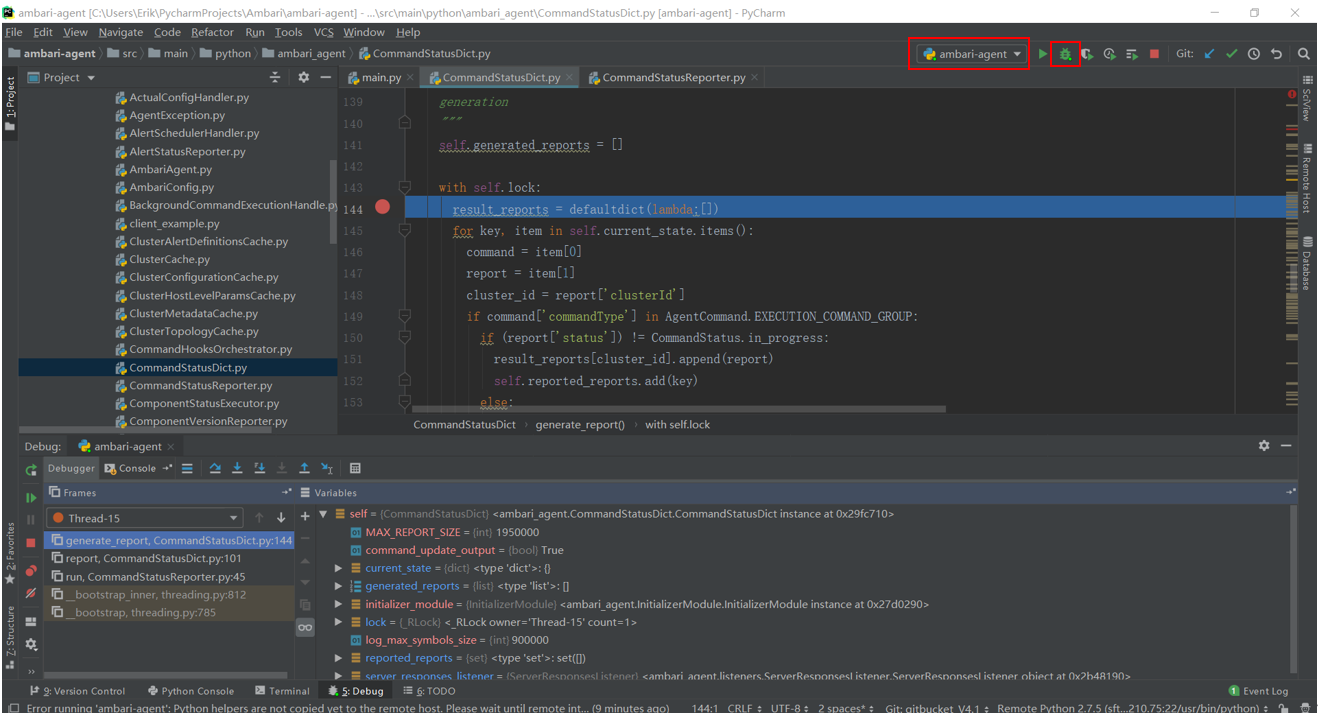 ambari-agent [C:\Users\Erik\PycharmProjects\Ambari\ambari-agent] - ...\src\main\python\ambari_agent\CommandStatusDict.py [ambari-agent] - PyCharm
File Edit View Navigate Code Refactor Run Tools VCS Window Help
ambari-agent src main python ambari_agent CommandStatusDict.py
ambari-agent
Git:
1: Project
Project
main.py
CommandStatusDict.py
CommandStatusReporter.py
ActualConfigHandler.py
AgentException.py
AlertSchedulerHandler.py
AlertStatusReporter.py
AmbariAgent.py
AmbariConfig.py
BackgroundCommandExecutionHandle.py
client_example.py
ClusterAlertDefinitionsCache.py
ClusterCache.py
ClusterConfigurationCache.py
ClusterHostLevelParamsCache.py
ClusterMetadataCache.py
ClusterTopologyCache.py
CommandHooksOrchestrator.py
CommandStatusDict.py
CommandStatusReporter.py
ComponentStatusExecutor.py
ComponentVersionReporter.py
139 generation
140 """
141 self.generated_reports = []
142
143 with self.lock:
144 result_reports = defaultdict(lambda:[])
145 for key, item in self.current_state.items():
146 command = item[0]
147 report = item[1]
148 cluster_id = report['clusterId']
149 if command['commandType'] in AgentCommand.EXECUTION_COMMAND_GROUP:
150 if (report['status']) != CommandStatus.in_progress:
151 result_reports[cluster_id].append(report)
152 self.reported_reports.add(key)
153 else:
CommandStatusDict › generate_report() › with self.lock
SciView
Remote Host
Database
Debug: ambari-agent
Debugger Console
Frames
Variables
Thread-15
generate_report, CommandStatusDict.py:144
report, CommandStatusDict.py:101
run, CommandStatusReporter.py:45
__bootstrap_inner, threading.py:812
__bootstrap, threading.py:785
self = {CommandStatusDict} <ambari_agent.CommandStatusDict.CommandStatusDict instance at 0x29fc710>
MAX_REPORT_SIZE = {int} 1950000
command_update_output = {bool} True
current_state = {dict} <type 'dict'>: {}
generated_reports = {list} <type 'list'>: []
initializer_module = {InitializerModule} <ambari_agent.InitializerModule.InitializerModule instance at 0x27d0290>
lock = {_RLock} <_RLock owner='Thread-15' count=1>
log_max_symbols_size = {int} 900000
reported_reports = {set} <type 'set'>: set([])
server_responses_listener = {ServerResponsesListener} <ambari_agent.listeners.ServerResponsesListener.ServerResponsesListener object at 0x2b48190>
2: Favorites
Z: Structure
9: Version Control Python Console Terminal 5: Debug 6: TODO
1 Event Log
Error running 'ambari-agent': Python helpers are not copied yet to the remote host. Please wait until remote int... (9 minutes ago) 144:1 CRLF UTF-8 2 spaces* Git: gitbucket_V4.1 Remote Python 2.7.5 (sft...210.75:22/usr/bin/python)